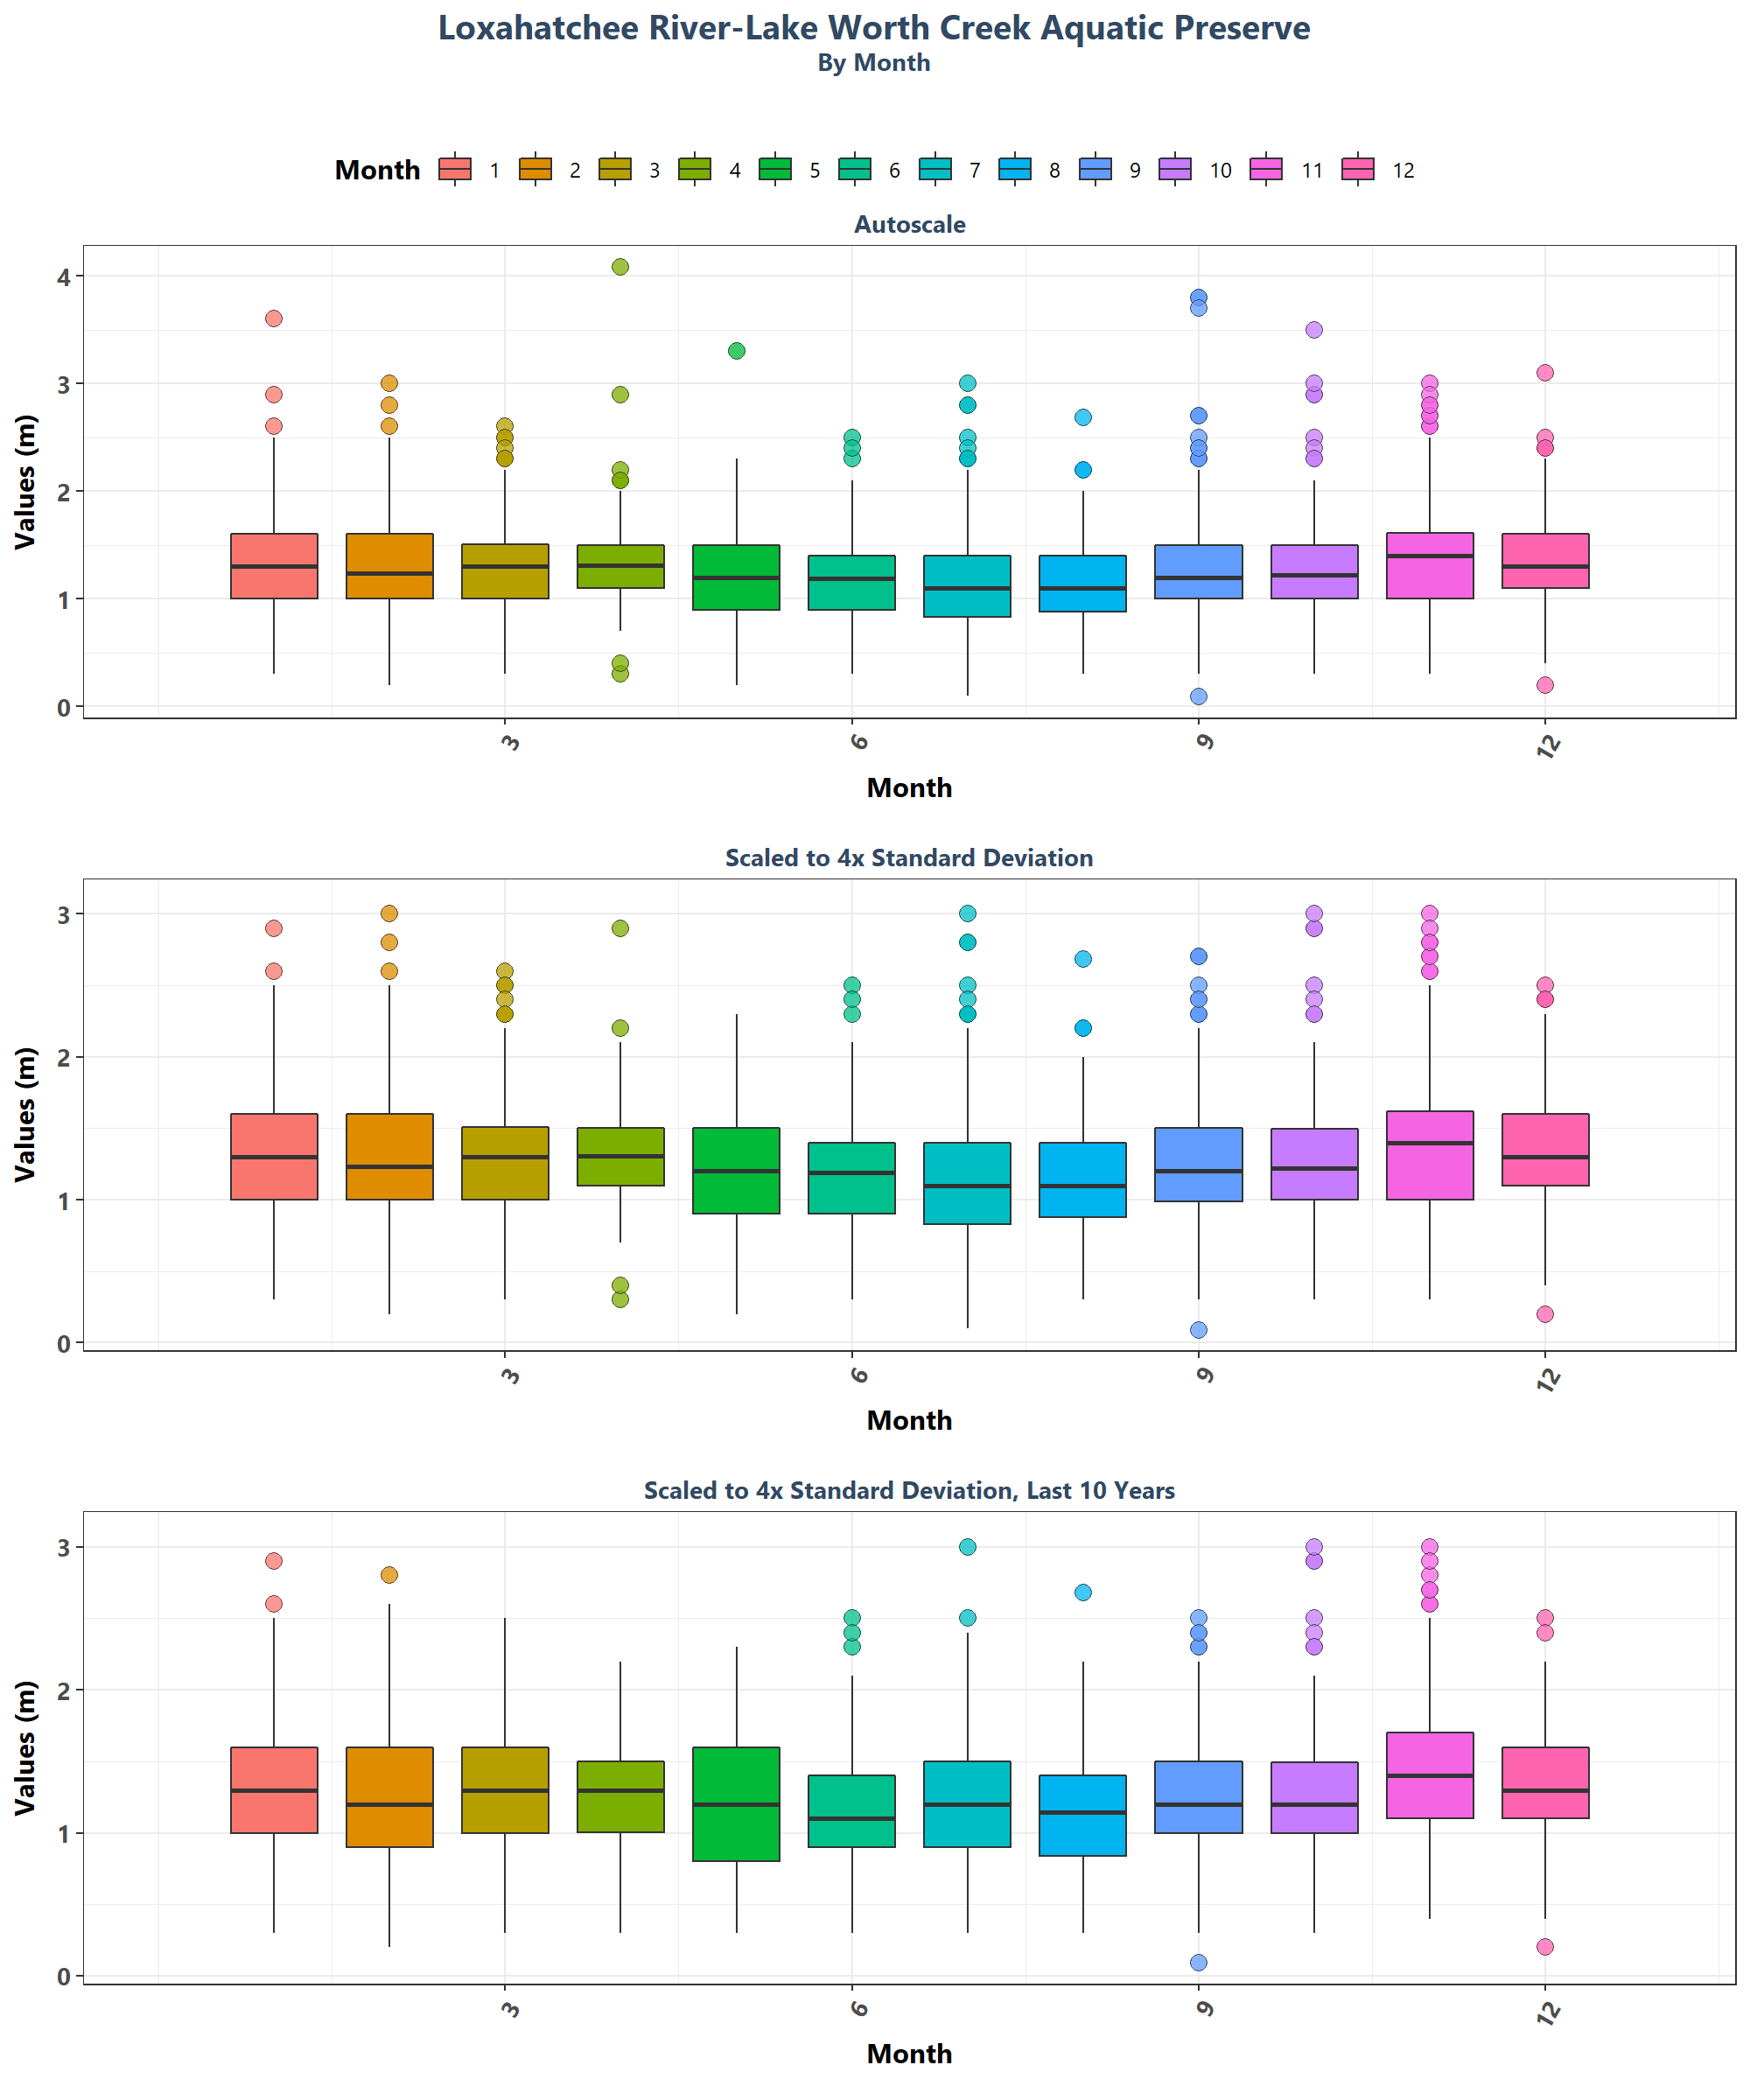 Loxahatchee River-Lake Worth Creek Aquatic Preserve
By Month
Month 1 2 3 4 5 6 7 8 9 10 11 12
Autoscale
Values (m)
4
3
2
1
0
3 6 9 12
Month
Scaled to 4x Standard Deviation
Values (m)
3
2
1
0
3 6 9 12
Month
Scaled to 4x Standard Deviation, Last 10 Years
Values (m)
3
2
1
0
3 6 9 12
Month